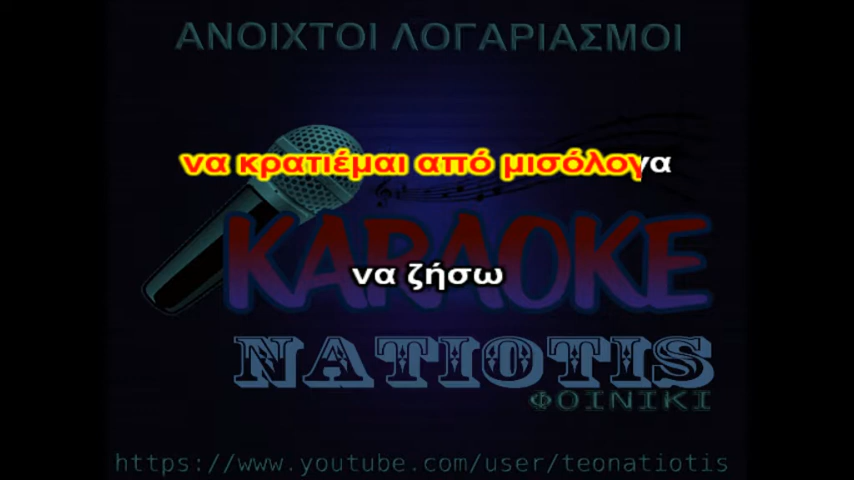 ΑΝΟΙΧΤΟΙ ΛΟΓΑΡΙΑΣΜΟΙ
να κρατιέμαι από μισόλογα
KARAOKE
να ζήσω
NATIOTIS
ΦΟΙΝΙΚΙ
https://www.youtube.com/user/teonatiotis